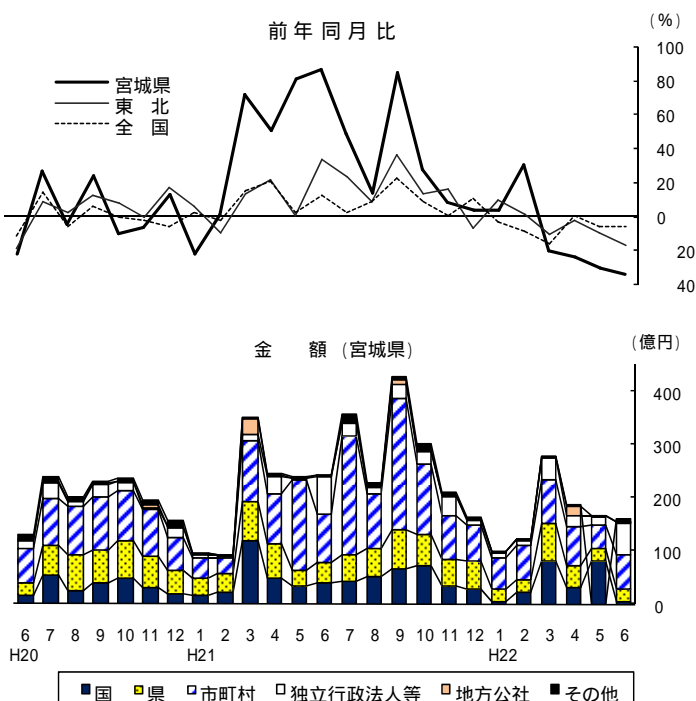 前年同月比
(%)
宮城県
東　北
全　国
100
80
60
40
20
0
20
40
金　額 (宮城県)
(億円)
400
300
200
100
0
6 7 8 9 10 11 12 1 2 3 4 5 6 7 8 9 10 11 12 1 2 3 4 5 6
H20 H21 H22
国 県 市町村 独立行政法人等 地方公社 その他